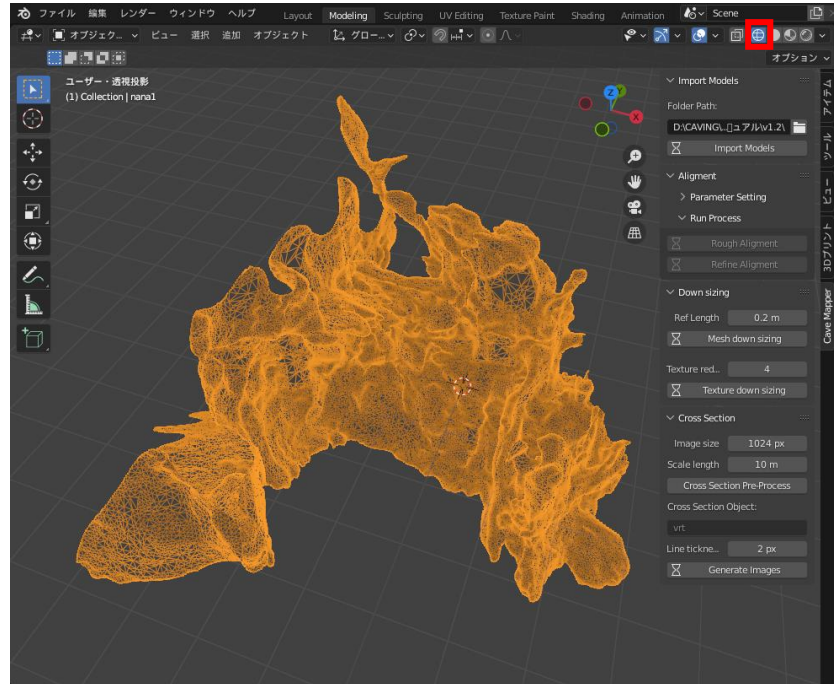 ファイル 編集 レンダー ウィンドウ ヘルプ Layout Modeling Sculpting UV Editing Texture Paint Shading Animation Scene
オブジェク... ビュー 選択 追加 オブジェクト グロー...
オプション
ユーザー・透視投影
(1) Collection | nana1
Z
Y
X
Import Models
Folder Path:
D:\CAVING\..▯ュアル\v1.2\
Import Models
Aligment
Parameter Setting
Run Process
Rough Aligment
Refine Aligment
Down sizing
Ref Length 0.2 m
Mesh down sizing
Texture red... 4
Texture down sizing
Cross Section
Image size 1024 px
Scale length 10 m
Cross Section Pre-Process
Cross Section Object:
vrt
Line tickne... 2 px
Generate Images
アイテム
ツール
ビュー
3Dプリント
Cave Mapper